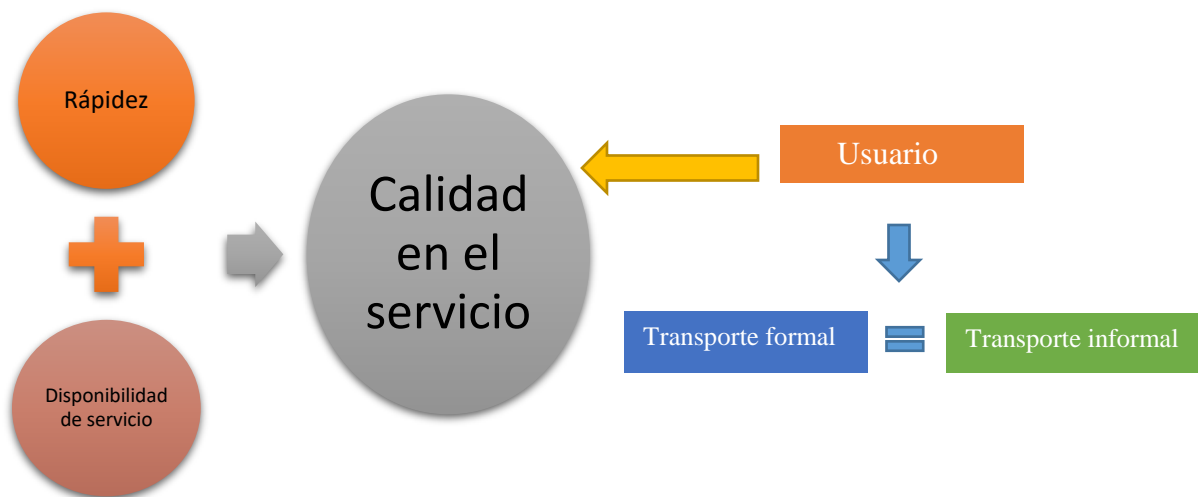 Rápidez
Disponibilidad
de servicio
Calidad
en el
servicio
Usuario
Transporte formal
Transporte informal